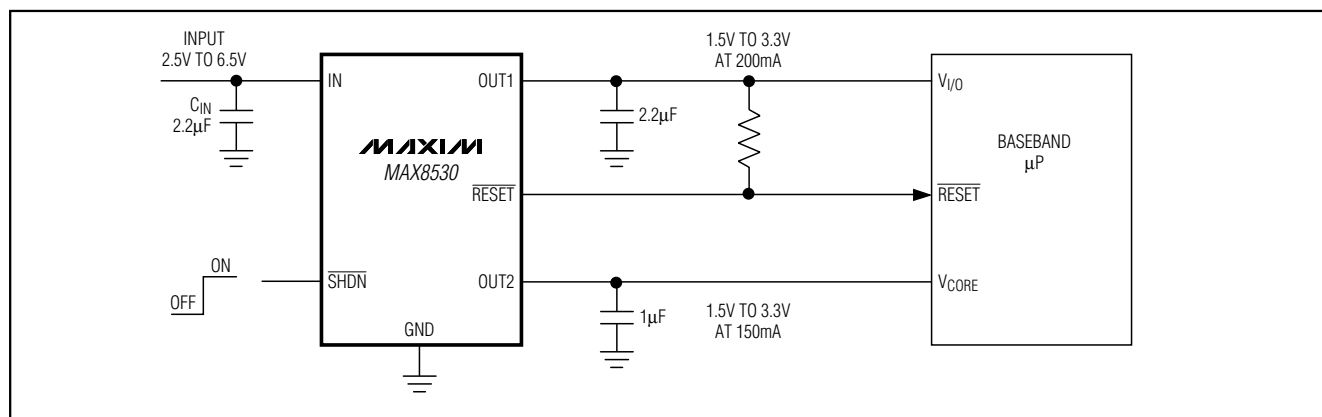 INPUT
2.5V TO 6.5V
C_IN
2.2μF
IN
OUT1
MAXIM
MAX8530
RESET
SHDN
OUT2
GND
ON
OFF
2.2μF
1.5V TO 3.3V
AT 200mA
1μF
1.5V TO 3.3V
AT 150mA
V_I/O
BASEBAND
μP
RESET
V_CORE